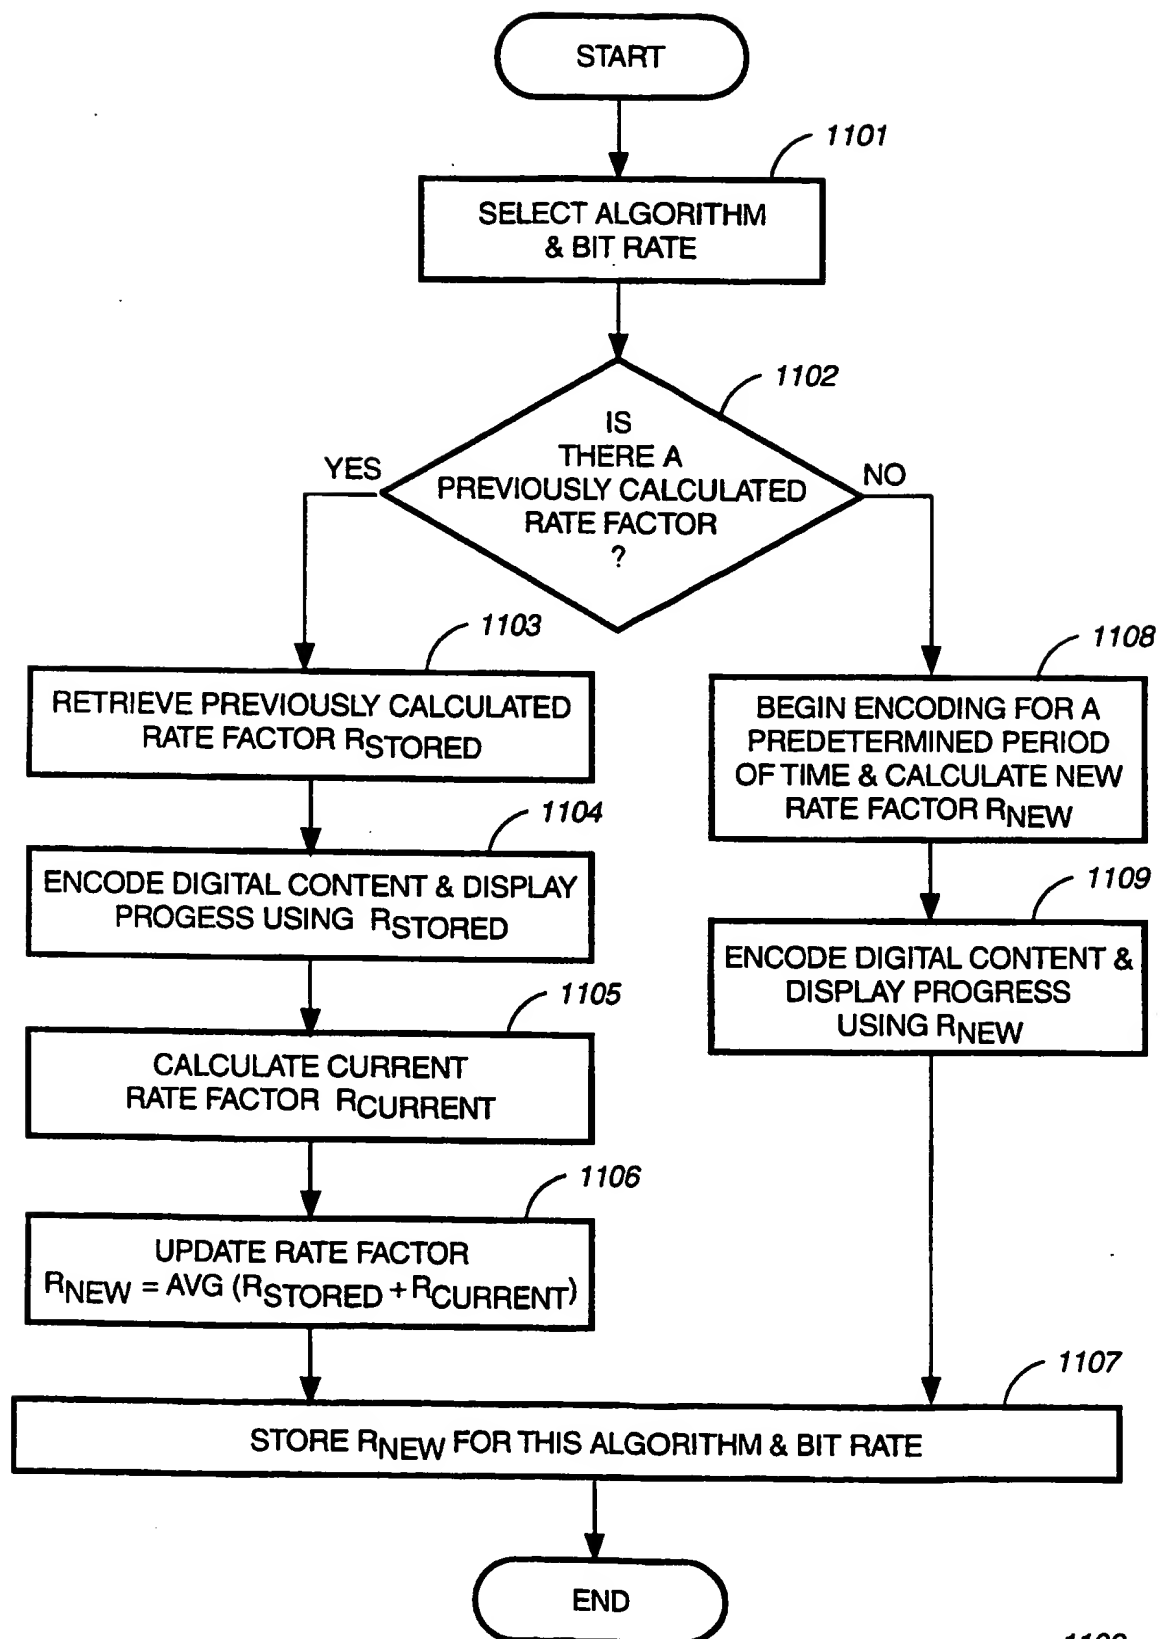 START
1101
SELECT ALGORITHM
& BIT RATE
1102
IS
THERE A
PREVIOUSLY CALCULATED
RATE FACTOR
?
YES
NO
1103
RETRIEVE PREVIOUSLY CALCULATED
RATE FACTOR RSTORED
1104
ENCODE DIGITAL CONTENT & DISPLAY
PROGESS USING RSTORED
1105
CALCULATE CURRENT
RATE FACTOR RCURRENT
1106
UPDATE RATE FACTOR
RNEW = AVG (RSTORED + RCURRENT)
1108
BEGIN ENCODING FOR A
PREDETERMINED PERIOD
OF TIME & CALCULATE NEW
RATE FACTOR RNEW
1109
ENCODE DIGITAL CONTENT &
DISPLAY PROGRESS
USING RNEW
1107
STORE RNEW FOR THIS ALGORITHM & BIT RATE
END